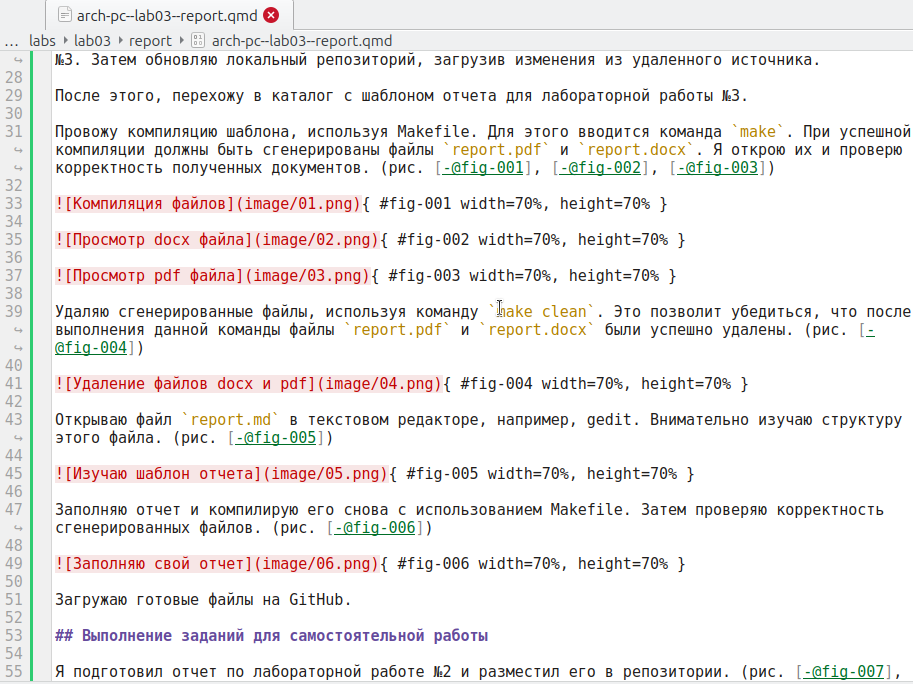 arch-pc--lab03--report.qmd
... labs lab03 report arch-pc--lab03--report.qmd
№3. Затем обновляю локальный репозиторий, загрузив изменения из удаленного источника.
28
29 После этого, перехожу в каталог с шаблоном отчета для лабораторной работы №3.
30
31 Провожу компиляцию шаблона, используя Makefile. Для этого вводится команда `make`. При успешной
компиляции должны быть сгенерированы файлы `report.pdf` и `report.docx`. Я открою их и проверю
корректность полученных документов. (рис. [-@fig-001], [-@fig-002], [-@fig-003])
32
33 ![Компиляция файлов](image/01.png){ #fig-001 width=70%, height=70% }
34
35 ![Просмотр docx файла](image/02.png){ #fig-002 width=70%, height=70% }
36
37 ![Просмотр pdf файла](image/03.png){ #fig-003 width=70%, height=70% }
38
39 Удаляю сгенерированные файлы, используя команду `make clean`. Это позволит убедиться, что после
выполнения данной команды файлы `report.pdf` и `report.docx` были успешно удалены. (рис. [-
@fig-004])
40
41 ![Удаление файлов docx и pdf](image/04.png){ #fig-004 width=70%, height=70% }
42
43 Открываю файл `report.md` в текстовом редакторе, например, gedit. Внимательно изучаю структуру
этого файла. (рис. [-@fig-005])
44
45 ![Изучаю шаблон отчета](image/05.png){ #fig-005 width=70%, height=70% }
46
47 Заполняю отчет и компилирую его снова с использованием Makefile. Затем проверяю корректность
сгенерированных файлов. (рис. [-@fig-006])
48
49 ![Заполняю свой отчет](image/06.png){ #fig-006 width=70%, height=70% }
50
51 Загружаю готовые файлы на GitHub.
52
53 ## Выполнение заданий для самостоятельной работы
54
55 Я подготовил отчет по лабораторной работе №2 и разместил его в репозитории. (рис. [-@fig-007],